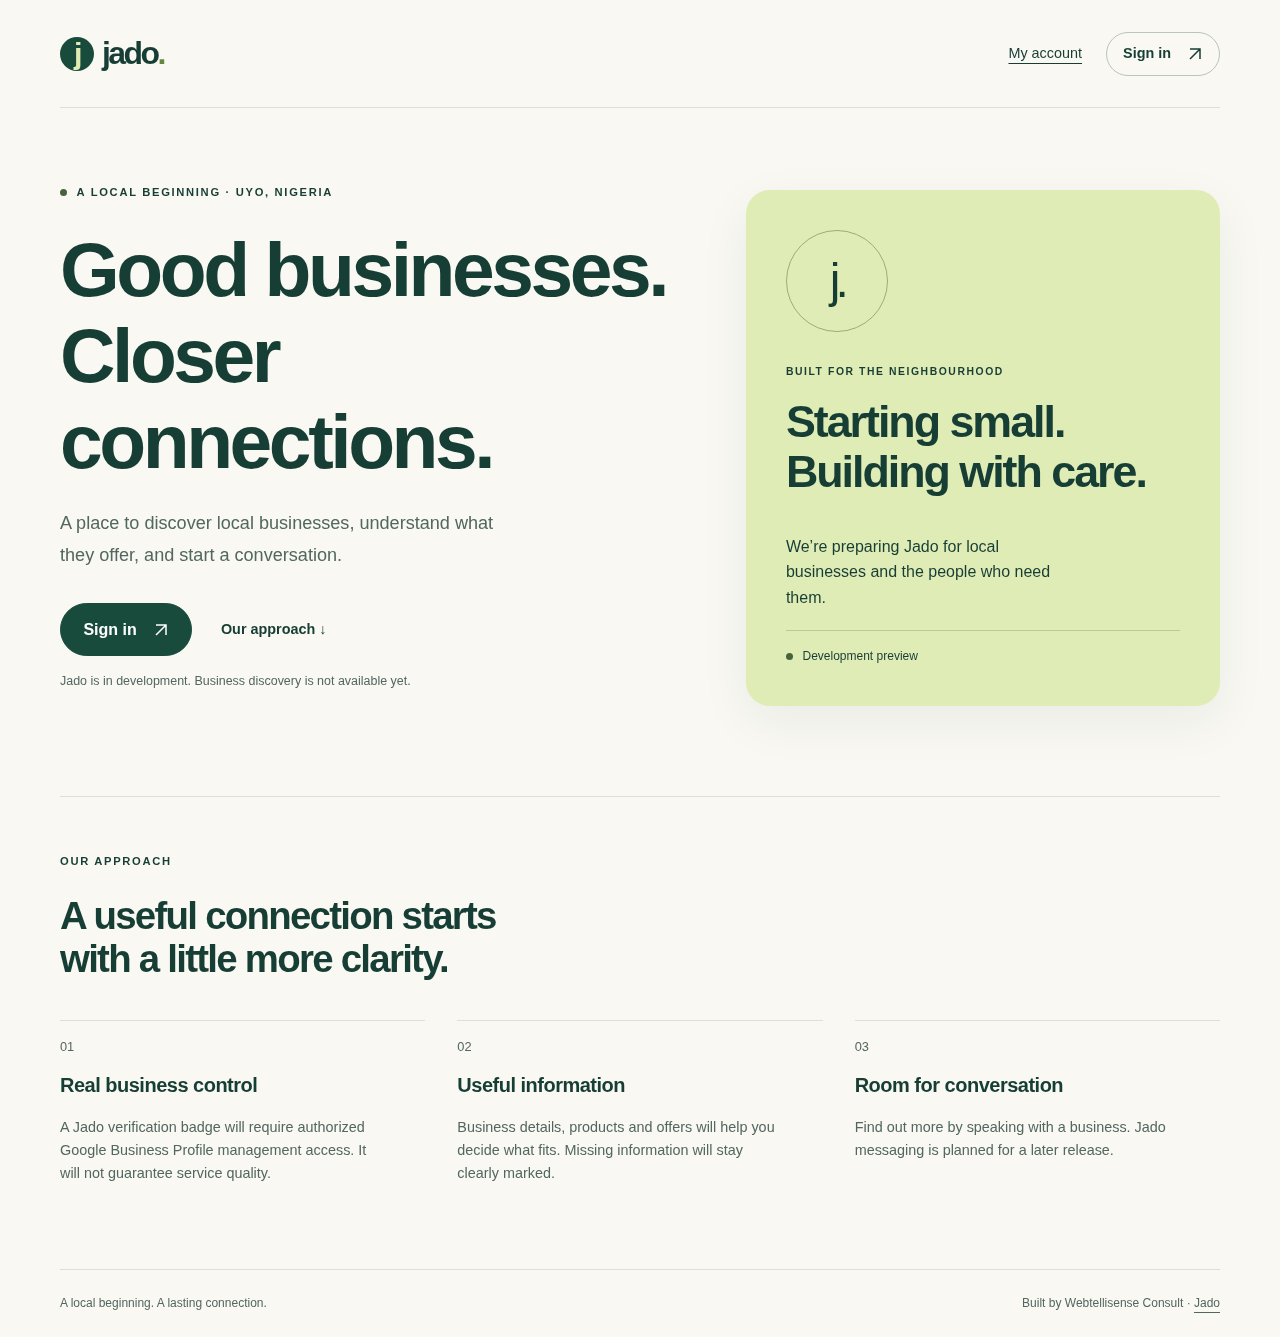 j jado.
My account
Sign in
A LOCAL BEGINNING · UYO, NIGERIA
Good businesses.
Closer
connections.
A place to discover local businesses, understand what
they offer, and start a conversation.
Sign in
Our approach ↓
Jado is in development. Business discovery is not available yet.
j.
BUILT FOR THE NEIGHBOURHOOD
Starting small.
Building with care.
We're preparing Jado for local
businesses and the people who need
them.
Development preview
OUR APPROACH
A useful connection starts
with a little more clarity.
01
Real business control
A Jado verification badge will require authorized
Google Business Profile management access. It
will not guarantee service quality.
02
Useful information
Business details, products and offers will help you
decide what fits. Missing information will stay
clearly marked.
03
Room for conversation
Find out more by speaking with a business. Jado
messaging is planned for a later release.
A local beginning. A lasting connection.
Built by Webtellisense Consult · Jado